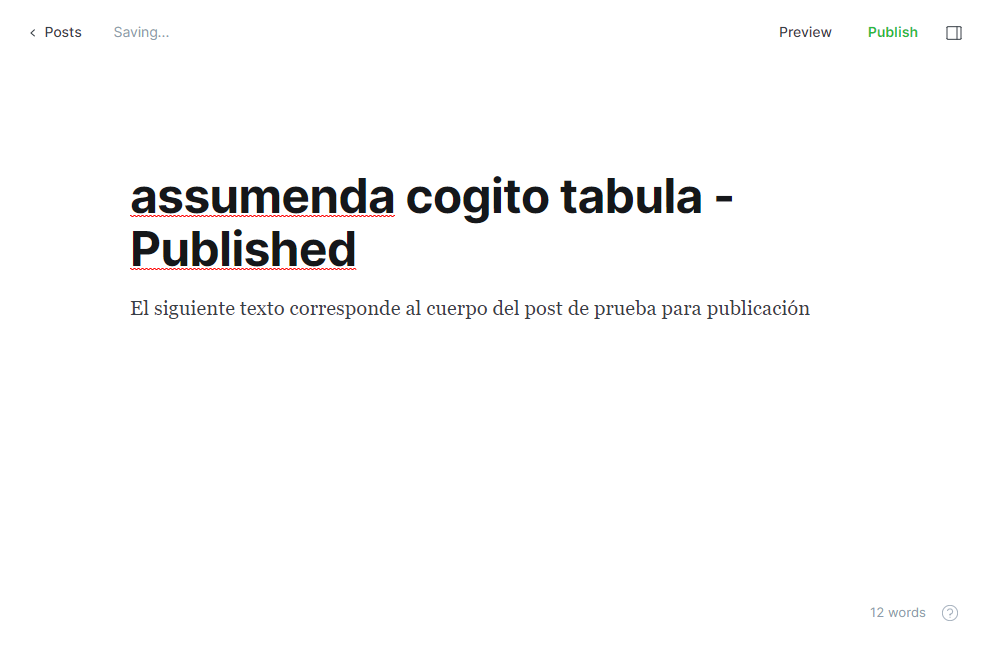 Posts
Saving...
Preview
Publish
assumenda cogito tabula -
Published
El siguiente texto corresponde al cuerpo del post de prueba para publicación
12 words
?